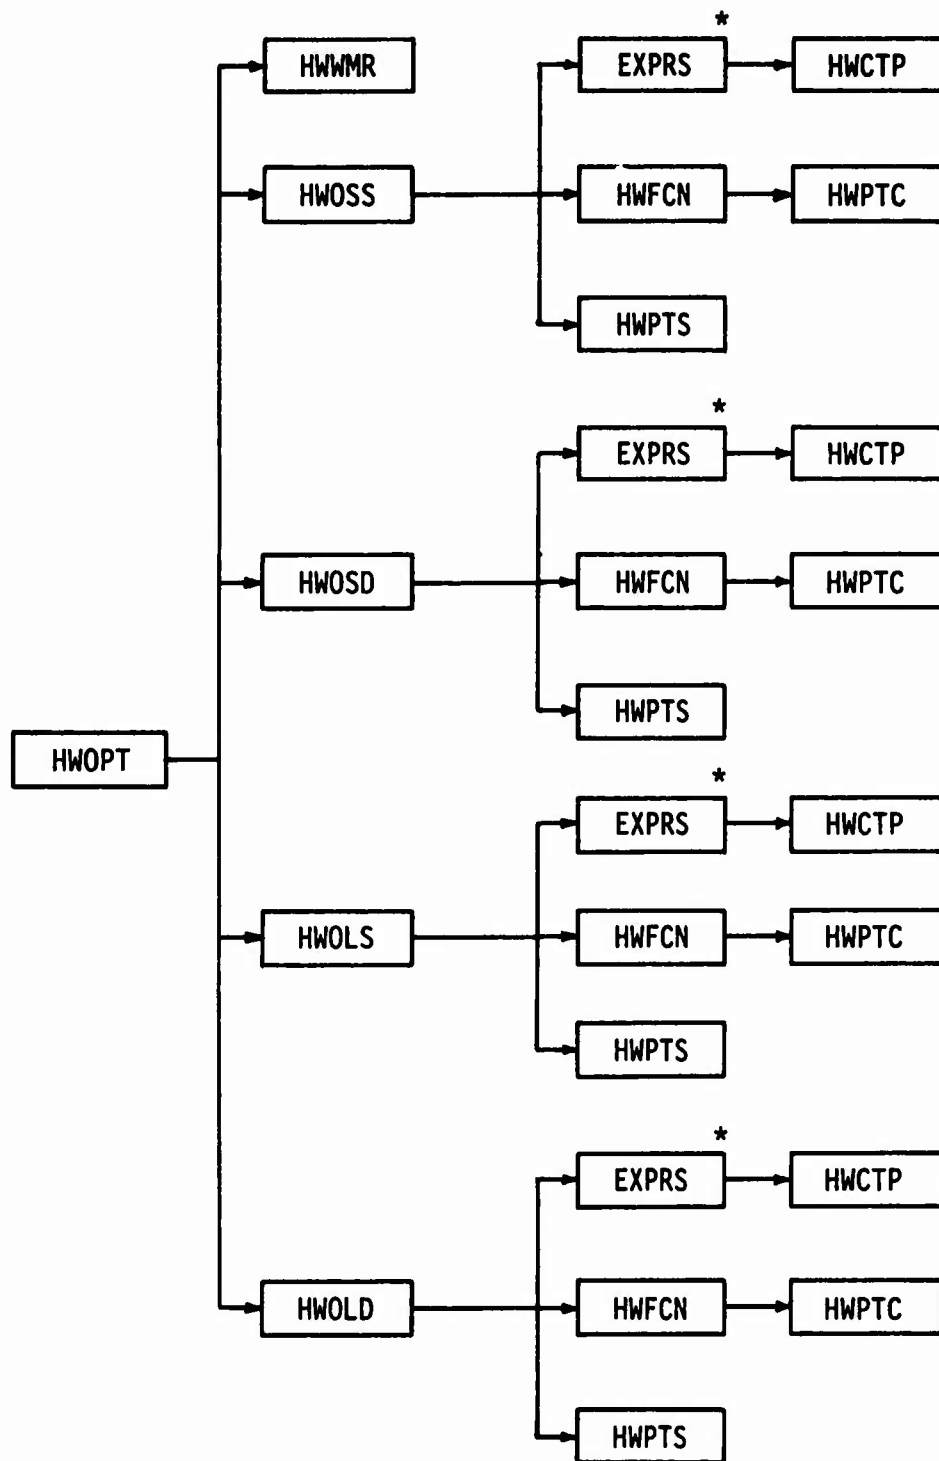 *
HWWMR EXPRS HWCTP
HWOSS HWFCN HWPTC
HWPTS
*
EXPRS HWCTP
HWOSD HWFCN HWPTC
HWPTS
HWOPT
*
EXPRS HWCTP
HWOLS HWFCN HWPTC
HWPTS
*
EXPRS HWCTP
HWOLD HWFCN HWPTC
HWPTS